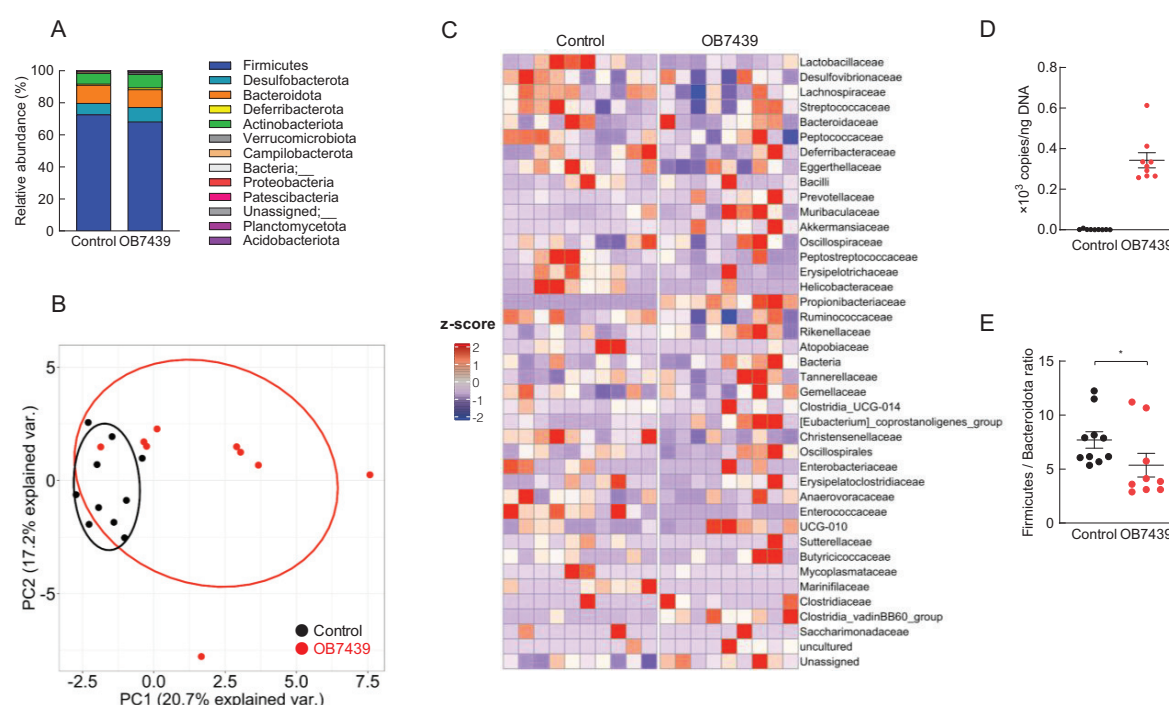 A
Relative abundance (%)
100
80
60
40
20
0
Control OB7439
Firmicutes
Desulfobacterota
Bacteroidota
Deferribacterota
Actinobacteriota
Verrucomicrobiota
Campilobacterota
Bacteria;__
Proteobacteria
Patescibacteria
Unassigned;__
Planctomycetota
Acidobacteriota
B
PC2 (17.2% explained var.)
5
0
-5
-2.5 0.0 2.5 5.0 7.5
PC1 (20.7% explained var.)
Control
OB7439
C
Control OB7439
z-score
2
1
0
-1
-2
Lactobacillaceae
Desulfovibrionaceae
Lachnospiraceae
Streptococcaceae
Bacteroidaceae
Peptococcaceae
Deferribacteraceae
Eggerthellaceae
Bacilli
Prevotellaceae
Muribaculaceae
Akkermansiaceae
Oscillospiraceae
Peptostreptococcaceae
Erysipelotrichaceae
Helicobacteraceae
Propionibacteriaceae
Ruminococcaceae
Rikenellaceae
Atopobiaceae
Bacteria
Tannerellaceae
Gemellaceae
Clostridia_UCG-014
[Eubacterium]_coprostanoligenes_group
Christensenellaceae
Oscillospirales
Enterobacteriaceae
Erysipelatoclostridiaceae
Anaerovoracaceae
Enterococcaceae
UCG-010
Sutterellaceae
Butyricicoccaceae
Mycoplasmataceae
Marinifilaceae
Clostridiaceae
Clostridia_vadinBB60_group
Saccharimonadaceae
uncultured
Unassigned
D
×10³ copies/ng DNA
0.8
0.6
0.4
0.2
0.0
Control OB7439
E
Firmicutes / Bacteroidota ratio
15
10
5
0
*
Control OB7439